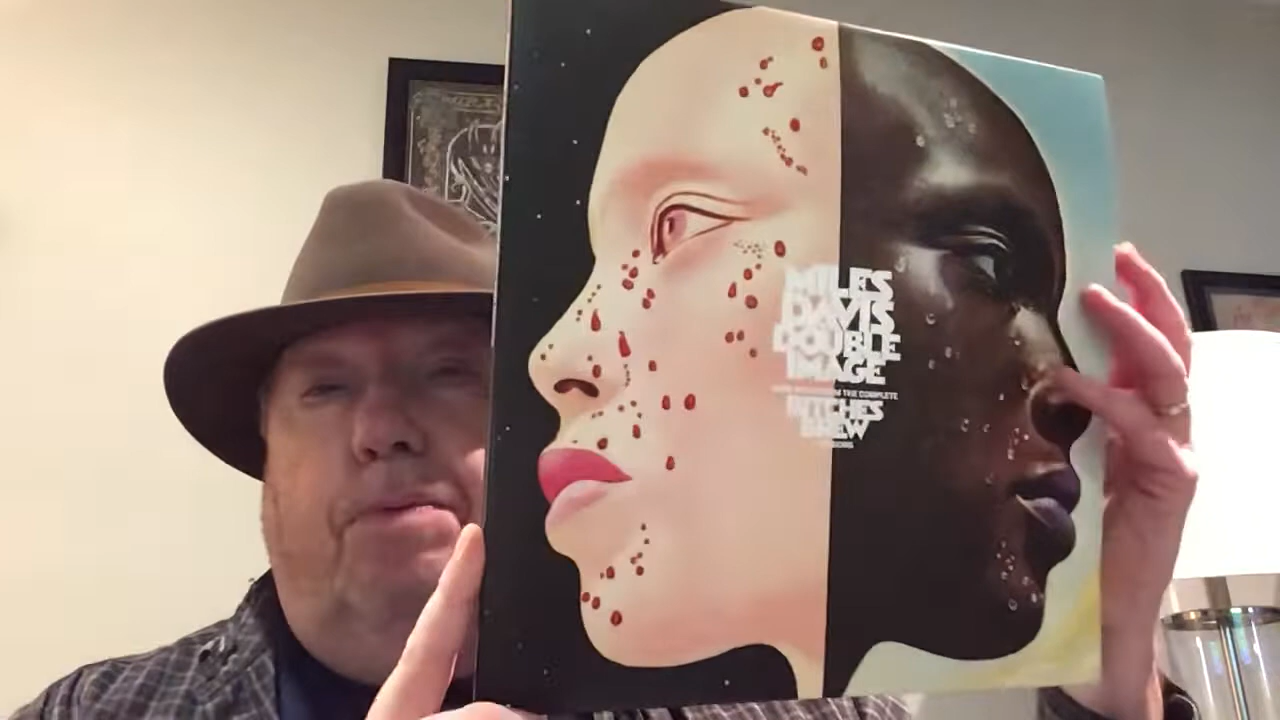 MILES
DAVIS
DOUBLE
IMAGE
THE COMPLETE
BITCHES
BREW